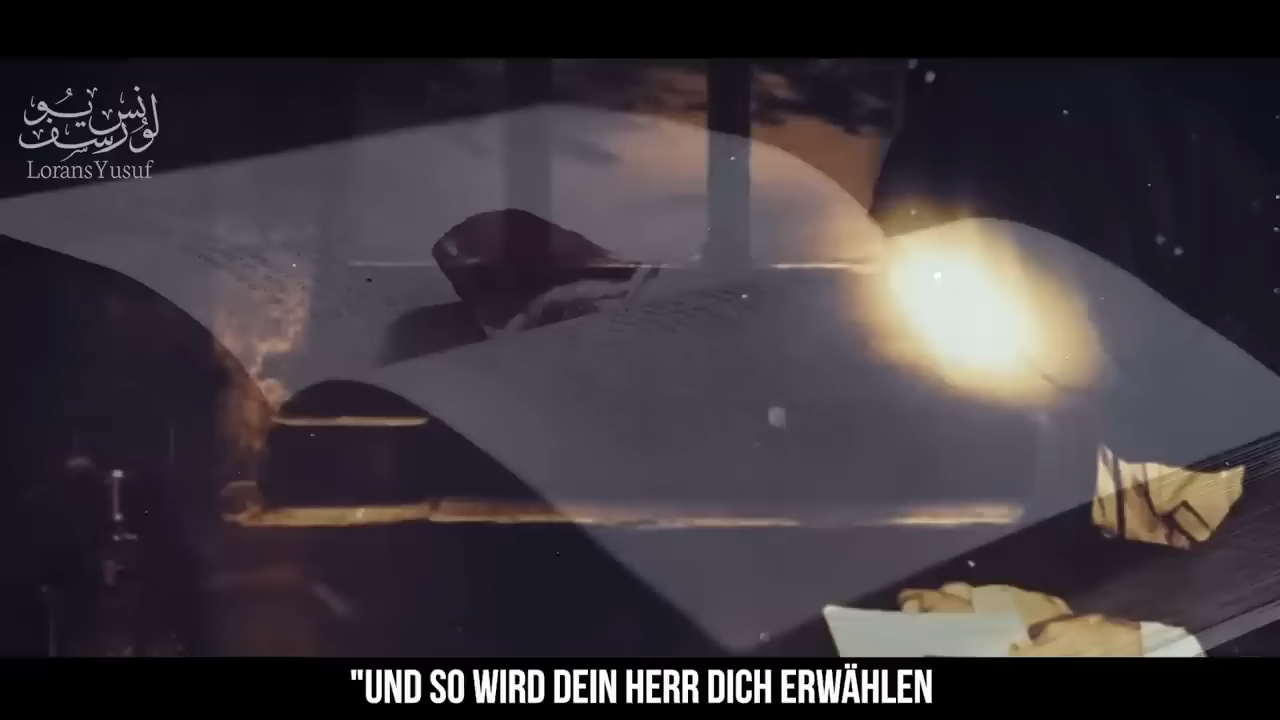 لورنس يوسف
LoransYusuf
"UND SO WIRD DEIN HERR DICH ERWÄHLEN